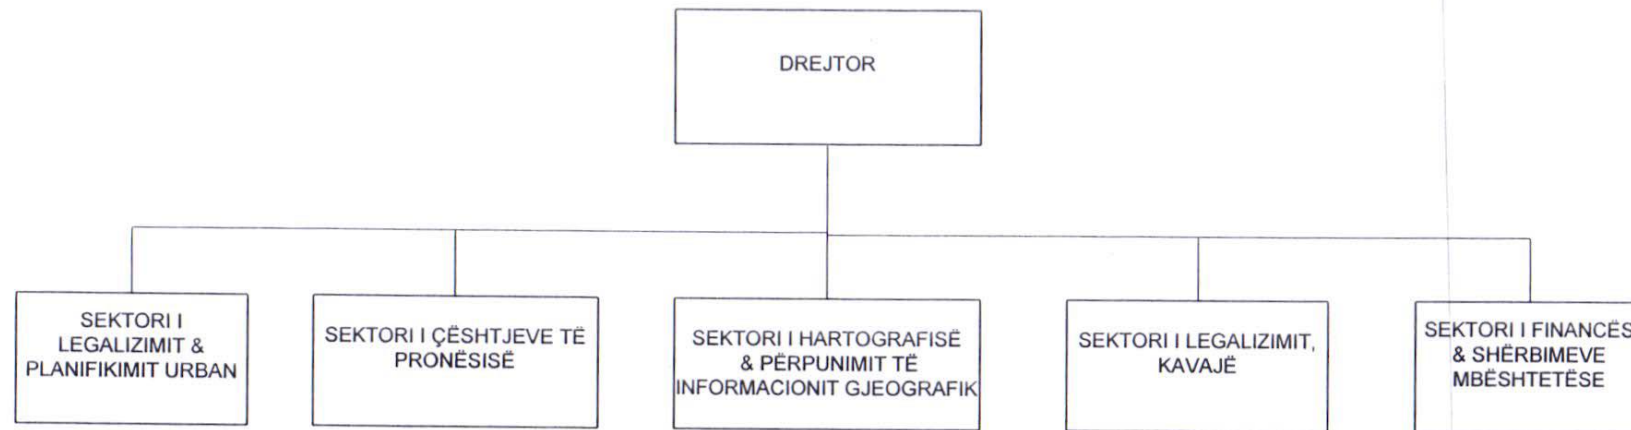 DREJTOR
SEKTORI I
LEGALIZIMIT &
PLANIFIKIMIT URBAN
SEKTORI I ÇËSHTJEVE TË
PRONËSISË
SEKTORI I HARTOGRAFISË
& PËRPUNIMIT TË
INFORMACIONIT GJEOGRAFIK
SEKTORI I LEGALIZIMIT,
KAVAJË
SEKTORI I FINANCËS
& SHËRBIMEVE
MBËSHTETËSE